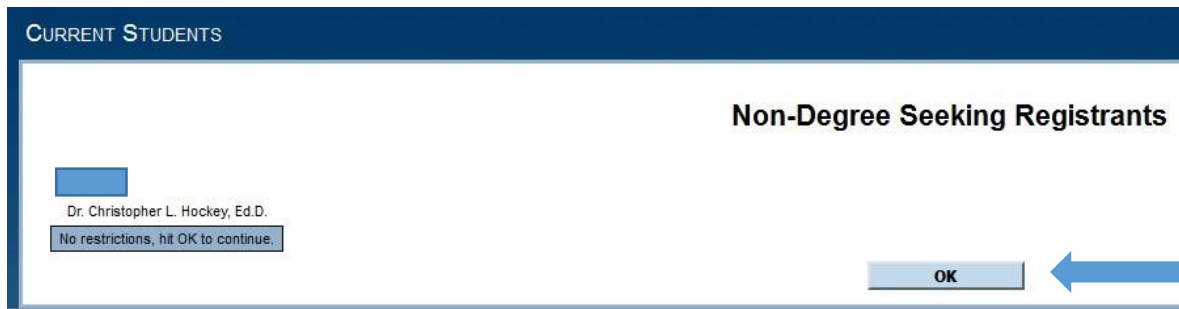 CURRENT STUDENTS
Non-Degree Seeking Registrants
Dr. Christopher L. Hockey, Ed.D.
No restrictions, hit OK to continue.
OK